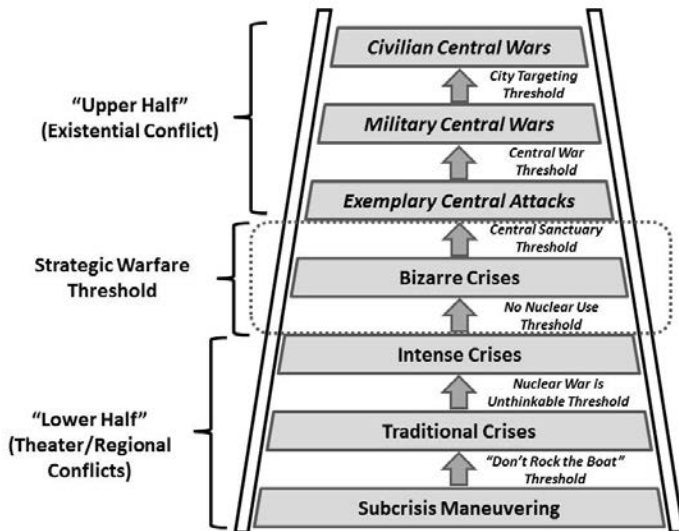 Civilian Central Wars
City Targeting
Threshold
"Upper Half"
(Existential Conflict)
Military Central Wars
Central War
Threshold
Exemplary Central Attacks
Central Sanctuary
Threshold
Strategic Warfare
Threshold
Bizarre Crises
No Nuclear Use
Threshold
Intense Crises
Nuclear War is
Unthinkable Threshold
"Lower Half"
(Theater/Regional
Conflicts)
Traditional Crises
"Don't Rock the Boat"
Threshold
Subcrisis Maneuvering